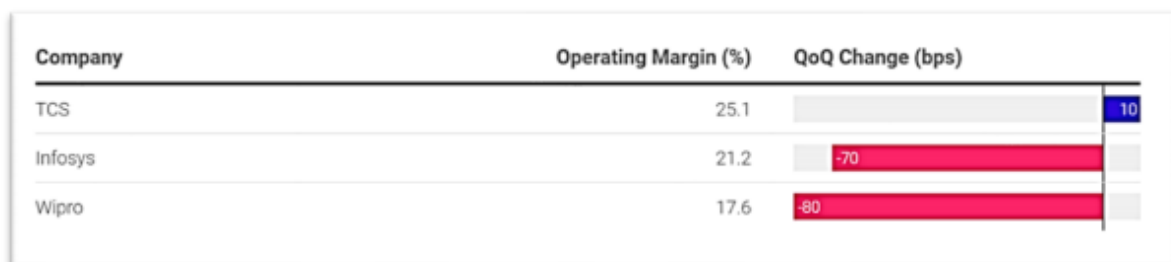 Company Operating Margin (%) QoQ Change (bps)
TCS 25.1 10
Infosys 21.2 -70
Wipro 17.6 -80